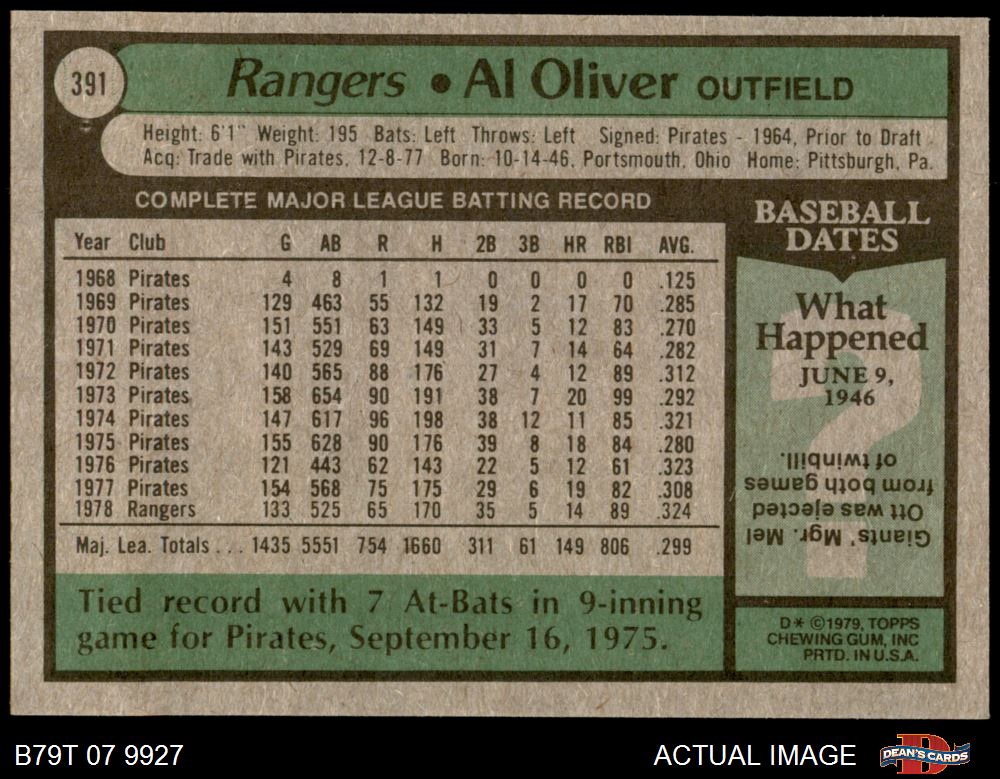 391
Rangers • Al Oliver OUTFIELD
Height: 6'1" Weight: 195 Bats: Left Throws: Left Signed: Pirates - 1964, Prior to Draft
Acq: Trade with Pirates, 12-8-77 Born: 10-14-46, Portsmouth, Ohio Home: Pittsburgh, Pa.
COMPLETE MAJOR LEAGUE BATTING RECORD
Year Club G AB R H 2B 3B HR RBI AVG.
1968 Pirates 4 8 1 1 0 0 0 0 .125
1969 Pirates 129 463 55 132 19 2 17 70 .285
1970 Pirates 151 551 63 149 33 5 12 83 .270
1971 Pirates 143 529 69 149 31 7 14 64 .282
1972 Pirates 140 565 88 176 27 4 12 89 .312
1973 Pirates 158 654 90 191 38 7 20 99 .292
1974 Pirates 147 617 96 198 38 12 11 85 .321
1975 Pirates 155 628 90 176 39 8 18 84 .280
1976 Pirates 121 443 62 143 22 5 12 61 .323
1977 Pirates 154 568 75 175 29 6 19 82 .308
1978 Rangers 133 525 65 170 35 5 14 89 .324
Maj. Lea. Totals . . . 1435 5551 754 1660 311 61 149 806 .299
Tied record with 7 At-Bats in 9-inning
game for Pirates, September 16, 1975.
BASEBALL
DATES
What
Happened
JUNE 9,
1946
?
Giants' Mgr. Mel
Ott was ejected
from both games
of twinbill.
D* ©1979, TOPPS
CHEWING GUM, INC
PRTD. IN U.S.A.
B79T 07 9927
ACTUAL IMAGE
D
DEAN'S CARDS